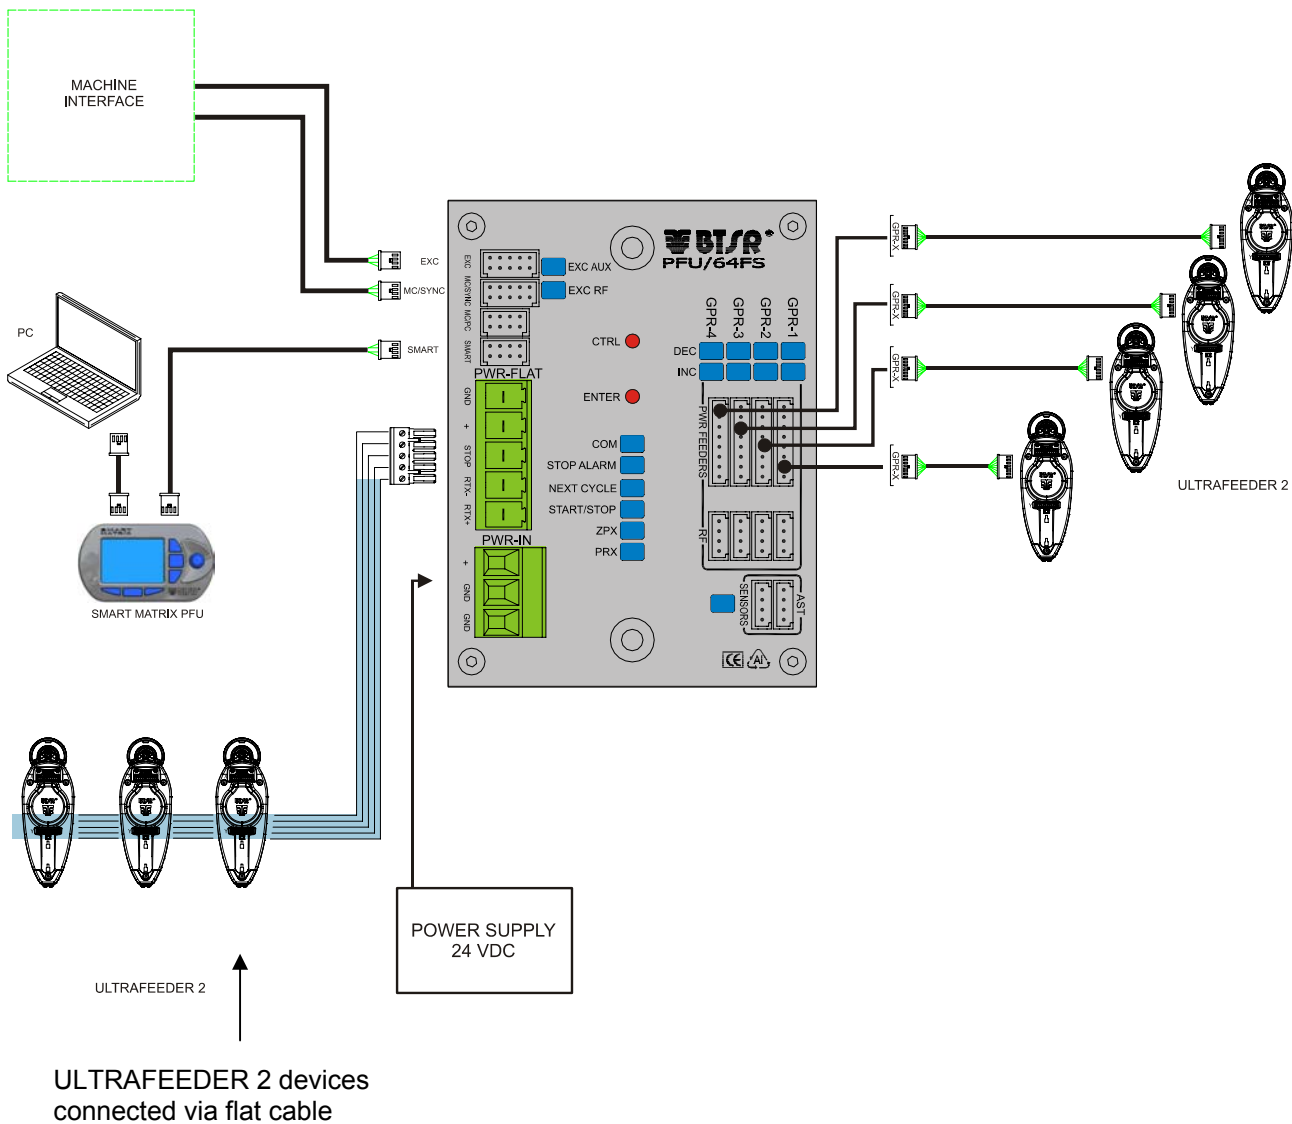 MACHINE
INTERFACE
PC
EXC
MC/SYNC
SMART
SMART MATRIX PFU
BTSR
PFU/64FS
EXC
MC/SYNC
MC/PC
SMART
EXC AUX
EXC RF
CTRL
ENTER
PWR-FLAT
GND
+
STOP
RTX-
RTX+
PWR-IN
+
GND
GND
COM
STOP ALARM
NEXT CYCLE
START/STOP
ZPX
PRX
GPR-4
GPR-3
GPR-2
GPR-1
DEC
INC
PWR FEEDERS
RF
SENSORS
AST
CE
Al
GPR-X
GPR-X
GPR-X
GPR-X
ULTRAFEEDER 2
POWER SUPPLY
24 VDC
ULTRAFEEDER 2
ULTRAFEEDER 2 devices
connected via flat cable